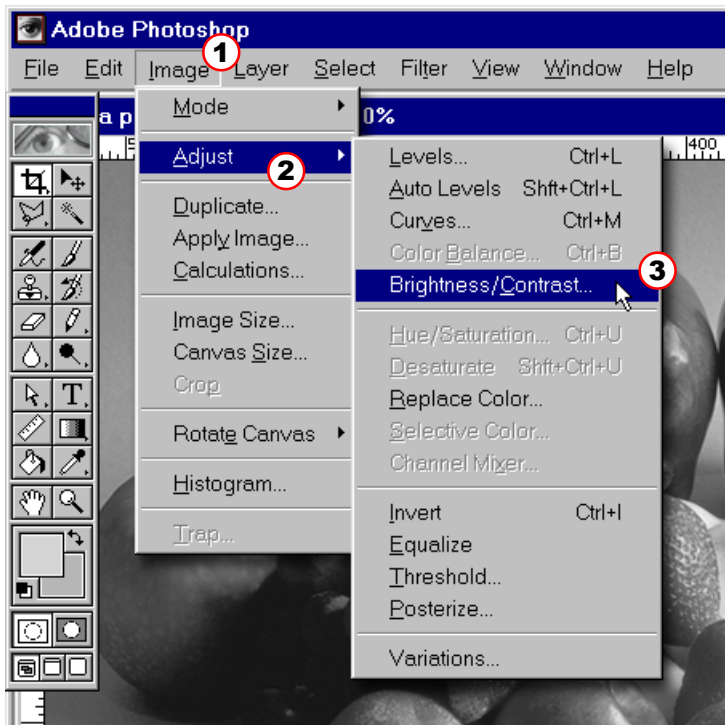 Adobe Photoshop
1
File Edit Image Layer Select Filter View Window Help
a p 0%
Mode
Adjust
2
Duplicate...
Apply Image...
Calculations...
Image Size...
Canvas Size...
Crop
Rotate Canvas
Histogram...
Trap...
400
Levels... Ctrl+L
Auto Levels Shft+Ctrl+L
Curves... Ctrl+M
Color Balance... Ctrl+B
Brightness/Contrast...
3
Hue/Saturation... Ctrl+U
Desaturate Shft+Ctrl+U
Replace Color...
Selective Color...
Channel Mixer...
Invert Ctrl+I
Equalize
Threshold...
Posterize...
Variations...
T